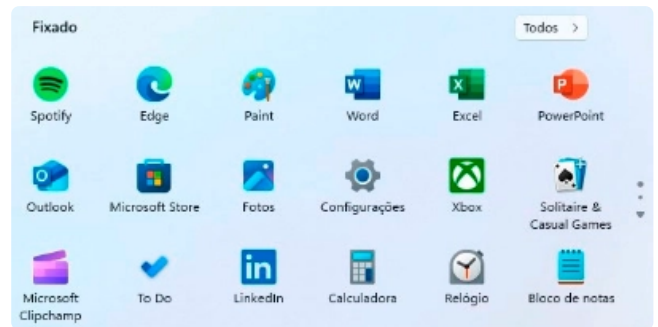 Fixado
Todos >
Spotify
Edge
Paint
Word
Excel
PowerPoint
Outlook
Microsoft Store
Fotos
Configurações
Xbox
Solitaire &
Casual Games
Microsoft
Clipchamp
To Do
LinkedIn
Calculadora
Relógio
Bloco de notas